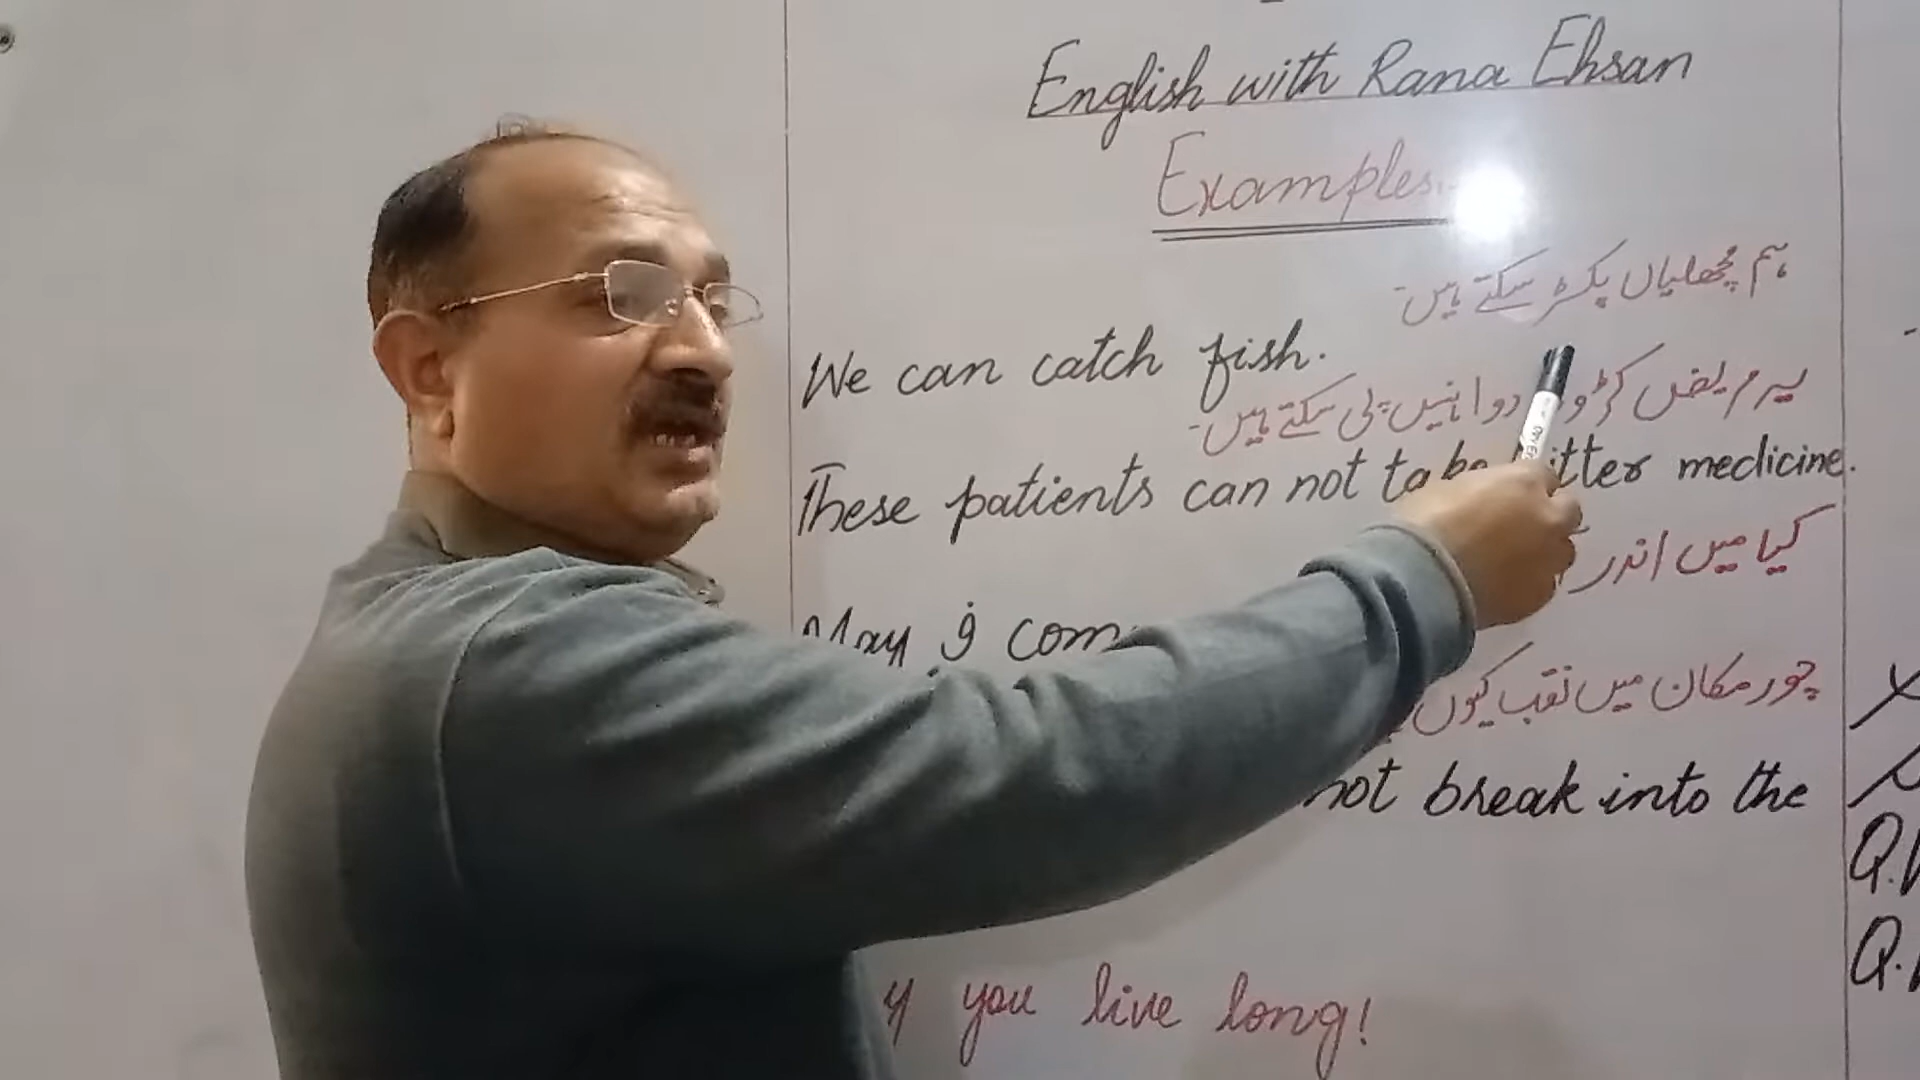 English with Rana Ehsan
Examples:
ہم مچھلیاں پکڑ سکتے ہیں۔
We can catch fish.
یہ مریض کڑو دوا نہیں پی سکتے ہیں۔
These patients can not take bitter medicine.
کیا میں اندر
May I com
چور مکان میں نقب کیوں
not break into the
y you live long!
Q.
Q.